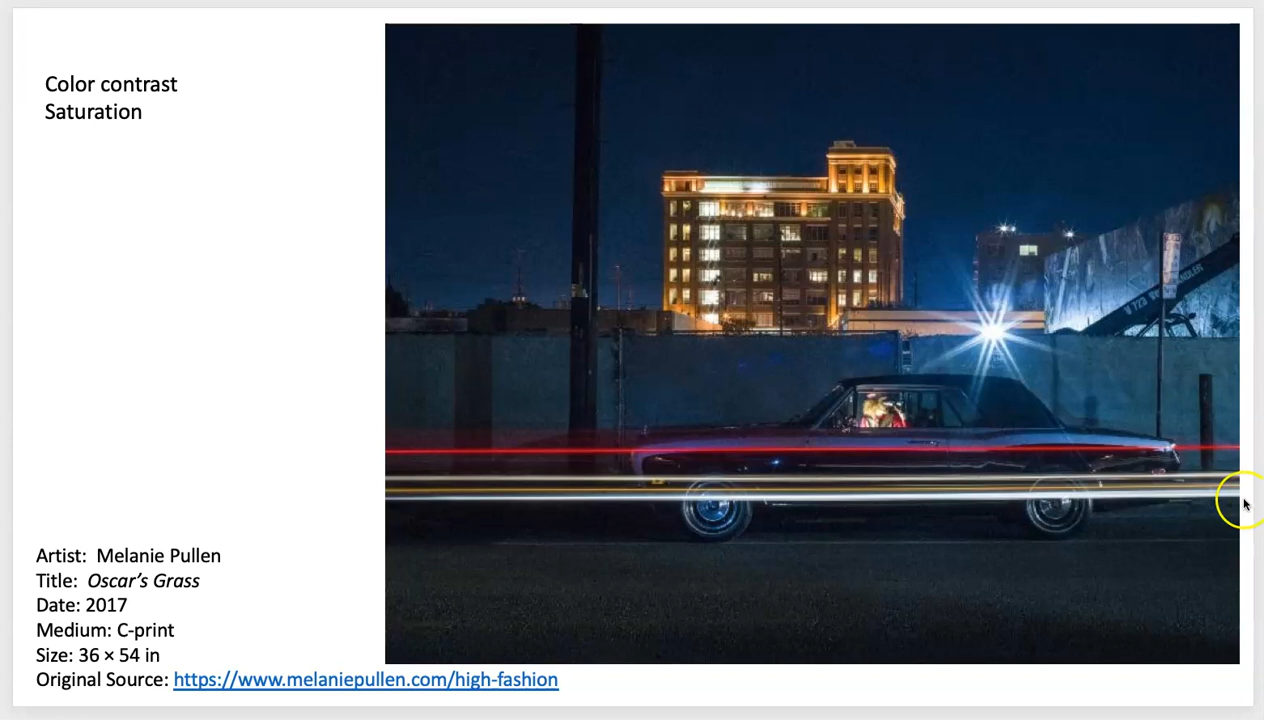 Color contrast
Saturation
Artist:  Melanie Pullen
Title:  Oscar's Grass
Date: 2017
Medium: C-print
Size: 36 × 54 in
Original Source: https://www.melaniepullen.com/high-fashion